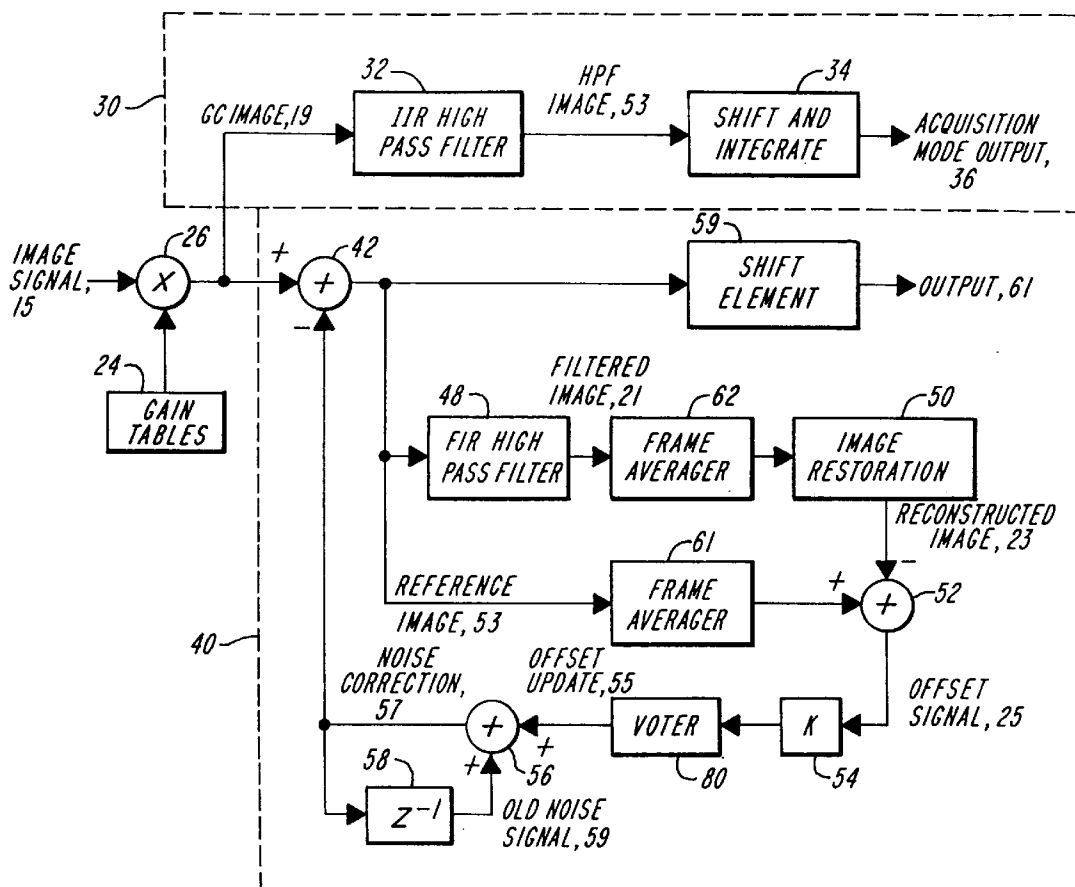 30
GC IMAGE, 19
32
IIR HIGH
PASS FILTER
HPF
IMAGE, 53
34
SHIFT AND
INTEGRATE
ACQUISITION
MODE OUTPUT,
36
IMAGE
SIGNAL,
15
26
X
24
GAIN
TABLES
+
42
+
-
59
SHIFT
ELEMENT
OUTPUT, 61
48
FIR HIGH
PASS FILTER
FILTERED
IMAGE, 21
62
FRAME
AVERAGER
50
IMAGE
RESTORATION
RECONSTRUCTED
IMAGE, 23
-
REFERENCE
IMAGE, 53
61
FRAME
AVERAGER
+
+
52
40
NOISE
CORRECTION,
57
OFFSET
UPDATE, 55
OFFSET
SIGNAL, 25
+
+
+
56
VOTER
80
K
54
58
Z-1
OLD NOISE
SIGNAL, 59